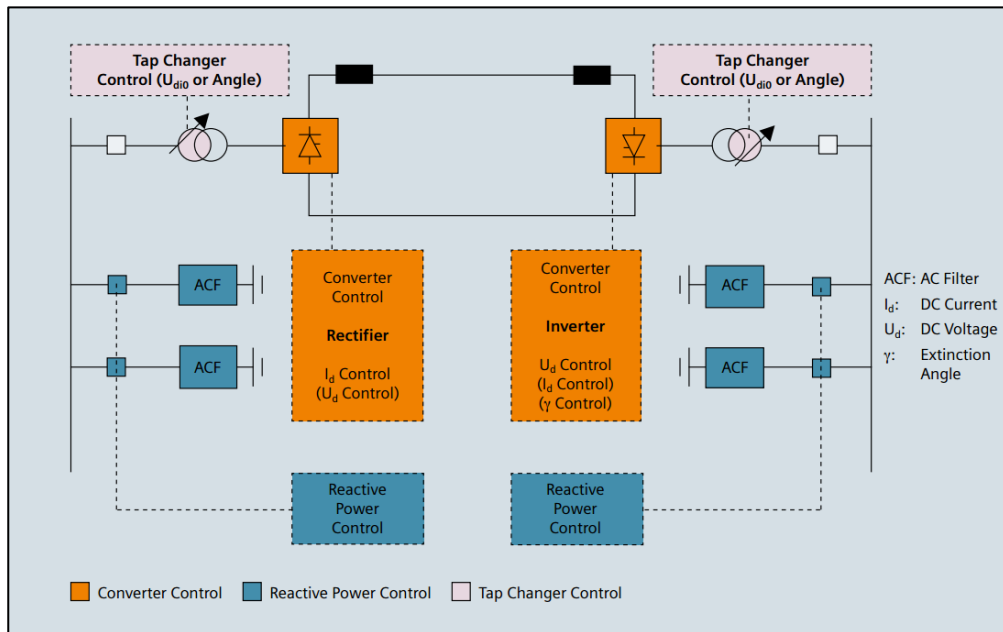 Tap Changer
Control (Udi0 or Angle)
Tap Changer
Control (Udi0 or Angle)
Converter
Control
Rectifier
Id Control
(Ud Control)
Converter
Control
Inverter
Ud Control
(Id Control)
(γ Control)
ACF
ACF
ACF
ACF
ACF: AC Filter
Id: DC Current
Ud: DC Voltage
γ: Extinction
Angle
Reactive
Power
Control
Reactive
Power
Control
Converter Control
Reactive Power Control
Tap Changer Control